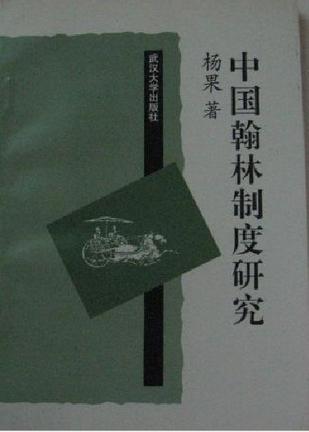 中国翰林制度研究
杨果 著
武汉大学出版社